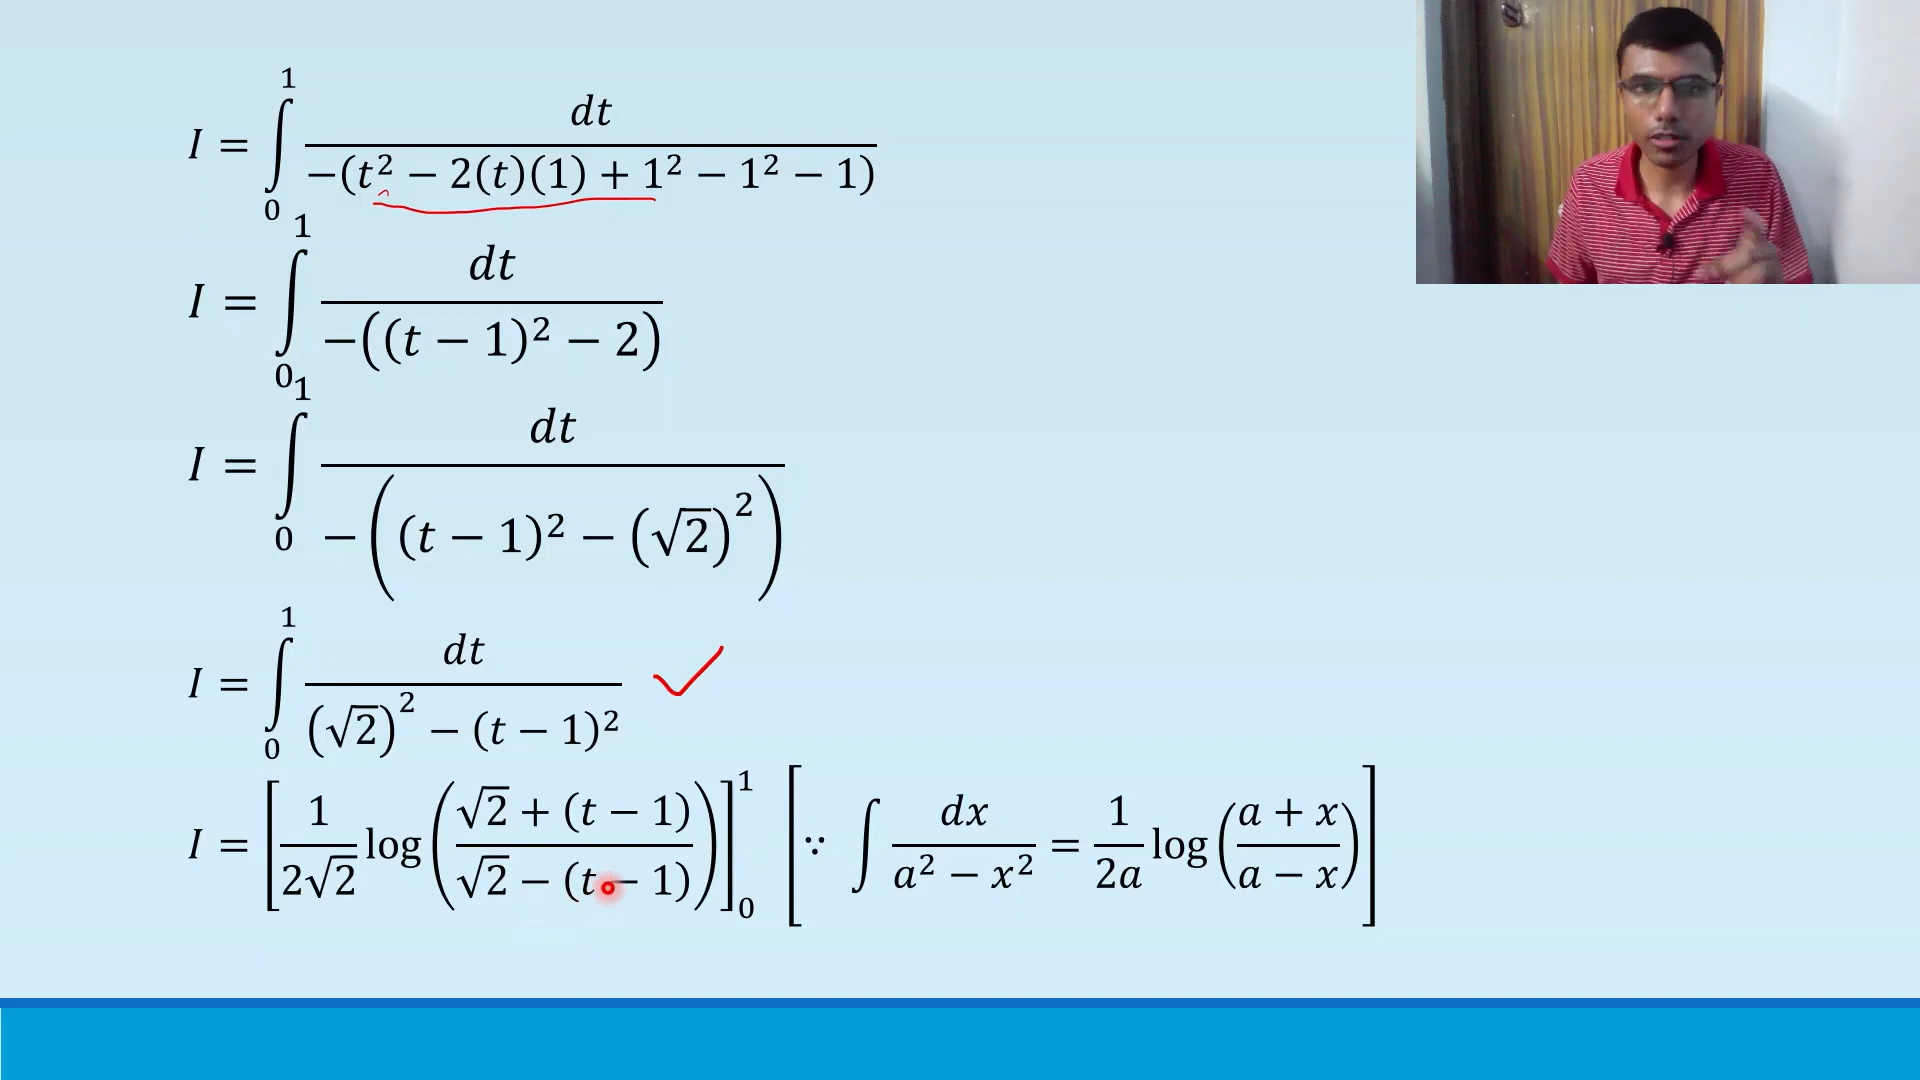 I = ∫₀¹ dt / −(t² − 2(t)(1) + 1² − 1² − 1)
I = ∫₀¹ dt / −((t − 1)² − 2)
I = ∫₀¹ dt / −((t − 1)² − (√2)²)
I = ∫₀¹ dt / (√2)² − (t − 1)²
I = [1/2√2 log(√2 + (t − 1) / √2 − (t − 1))]₀¹ [∵ ∫ dx / a² − x² = 1/2a log(a + x / a − x)]